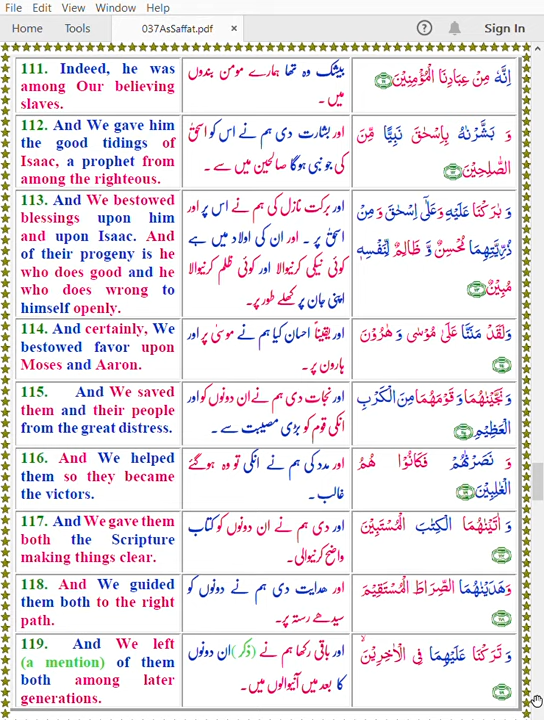 File Edit View Window Help
Home Tools 037AsSaffat.pdf × ? Sign In
111. Indeed, he was
among Our believing
slaves.
بیشک وہ تھا ہمارے مومن بندوں
میں ۔
اِنَّهٗ مِنْ عِبَادِنَا الْمُؤْمِنِيْنَ ۱۱۱
112. And We gave him
the good tidings of
Isaac, a prophet from
among the righteous.
اور بشارت دی ہم نے اس کو اسحٰق
کی جو نبی ہوگا صالحین میں سے ۔
وَ بَشَّرْنٰهُ بِاِسْحٰقَ نَبِيًّا مِّنَ
الصّٰلِحِيْنَ ۱۱۲
113. And We bestowed
blessings upon him
and upon Isaac. And
of their progeny is he
who does good and he
who does wrong to
himself openly.
اور برکت نازل کی ہم نے اس پر اور
اسحٰق پر ۔ اور ان کی اولاد میں ہے
کوئی نیکی کرنیوالا اور کوئی ظلم کرنیوالا
اپنی جان پر کھلے طور پر۔
وَ بٰرَكْنَا عَلَيْهِ وَعَلٰٓى اِسْحٰقَ وَمِنْ
ذُرِّيَّتِهِمَا مُحْسِنٌ وَّ ظَالِمٌ لِّنَفْسِهٖ
مُبِيْنٌ ۱۱۳
114. And certainly, We
bestowed favor upon
Moses and Aaron.
اور یقیناً احسان کیا ہم نے موسیٰ پر اور
ہارون پر۔
وَلَقَدْ مَنَنَّا عَلٰى مُوْسٰى وَ هٰرُوْنَ
۱۱۴
115. And We saved
them and their people
from the great distress.
اور نجات دی ہم نے ان دونوں کو اور
انکی قوم کو بڑی مصیبت سے ۔
وَ نَجَّيْنٰهُمَا وَ قَوْمَهُمَا مِنَ الْكَرْبِ
الْعَظِيْمِ ۱۱۵
116. And We helped
them so they became
the victors.
اور مدد کی ہم نے انکی تو وہ ہوگئے
غالب ۔
وَ نَصَرْنٰهُمْ فَكَانُوْا هُمُ
الْغٰلِبِيْنَ ۱۱۶
117. And We gave them
both the Scripture
making things clear.
اور دی ہم نے ان دونوں کو کتاب
واضح کرنیوالی۔
وَ اٰتَيْنٰهُمَا الْكِتٰبَ الْمُسْتَبِيْنَ
۱۱۷
118. And We guided
them both to the right
path.
اور ھدایت دی ہم نے دونوں کو
سیدھے رستہ پر۔
وَهَدَيْنٰهُمَا الصِّرَاطَ الْمُسْتَقِيْمَ
۱۱۸
119. And We left
(a mention) of them
both among later
generations.
اور باقی رکھا ہم نے (ذکر) ان دونوں
کا بعد میں آنیوالوں میں۔
وَ تَرَكْنَا عَلَيْهِمَا فِى الْاٰخِرِيْنَ ۙ
۱۱۹